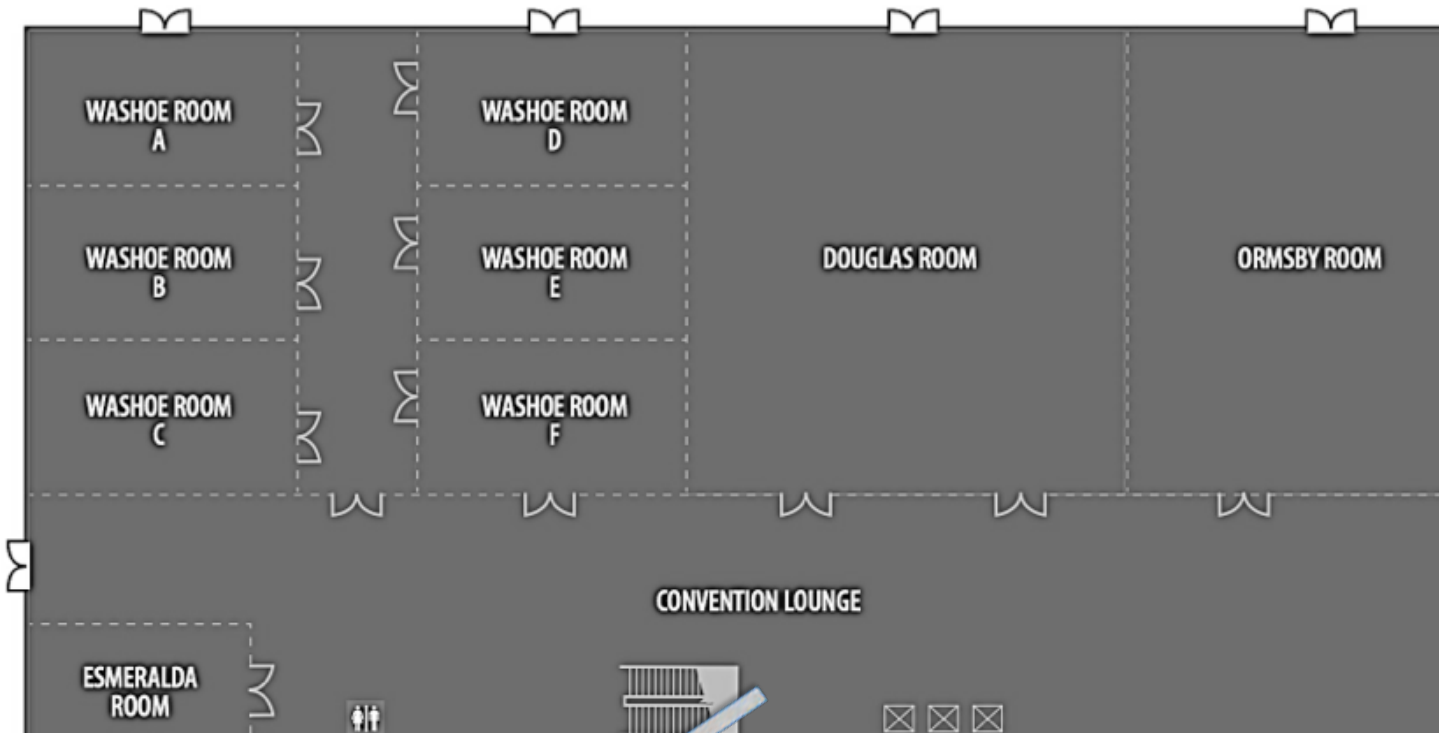 WASHOE ROOM
A
WASHOE ROOM
D
WASHOE ROOM
B
WASHOE ROOM
E
DOUGLAS ROOM
ORMSBY ROOM
WASHOE ROOM
C
WASHOE ROOM
F
CONVENTION LOUNGE
ESMERALDA
ROOM